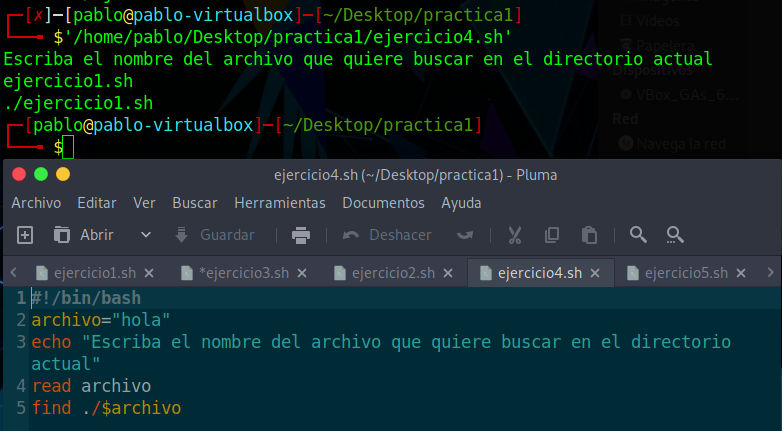 [✗]─[pablo@pablo-virtualbox]─[~/Desktop/practica1]
$'/home/pablo/Desktop/practica1/ejercicio4.sh'
Escriba el nombre del archivo que quiere buscar en el directorio actual
ejercicio1.sh
./ejercicio1.sh
[pablo@pablo-virtualbox]─[~/Desktop/practica1]
$
Vídeos
Papelera
Dispositivos
VBox_GAs_6....
Red
Navega la red
ejercicio4.sh (~/Desktop/practica1) - Pluma
Archivo Editar Ver Buscar Herramientas Documentos Ayuda
Abrir Guardar Deshacer
ejercicio1.sh *ejercicio3.sh ejercicio2.sh ejercicio4.sh ejercicio5.sh
1 #!/bin/bash
2 archivo="hola"
3 echo "Escriba el nombre del archivo que quiere buscar en el directorio
actual"
4 read archivo
5 find ./$archivo